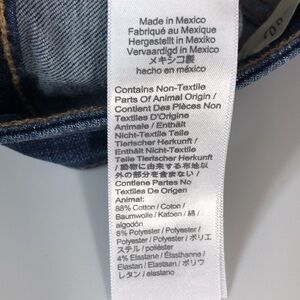 Made in Mexico
Fabriqué au Mexique
Hergestellt in Mexiko
Vervaardigd in Mexico
メキシコ製
hecho en méxico
Contains Non-Textile
Parts Of Animal Origin /
Contient Des Pièces Non
Textiles D'Origine
Animale / Enthält
Nicht-Textile Teile
Tierischer Herkunft /
Enthält Nicht-Textile
Teile Tierischer Herkunft
/ 動物に由来する布地以
外の部分を含まない /
Contiene Partes No
Textiles De Origen
Animal:
88% Cotton / Coton /
Baumwolle / Katoen / 綿 /
algodón
8% Polyester / Polyester /
Polyester / Polyester / ポリエ
ステル / poliéster
4% Elastane / Élasthanne /
Elastan / Elastaan / ポリウ
レタン / elastano